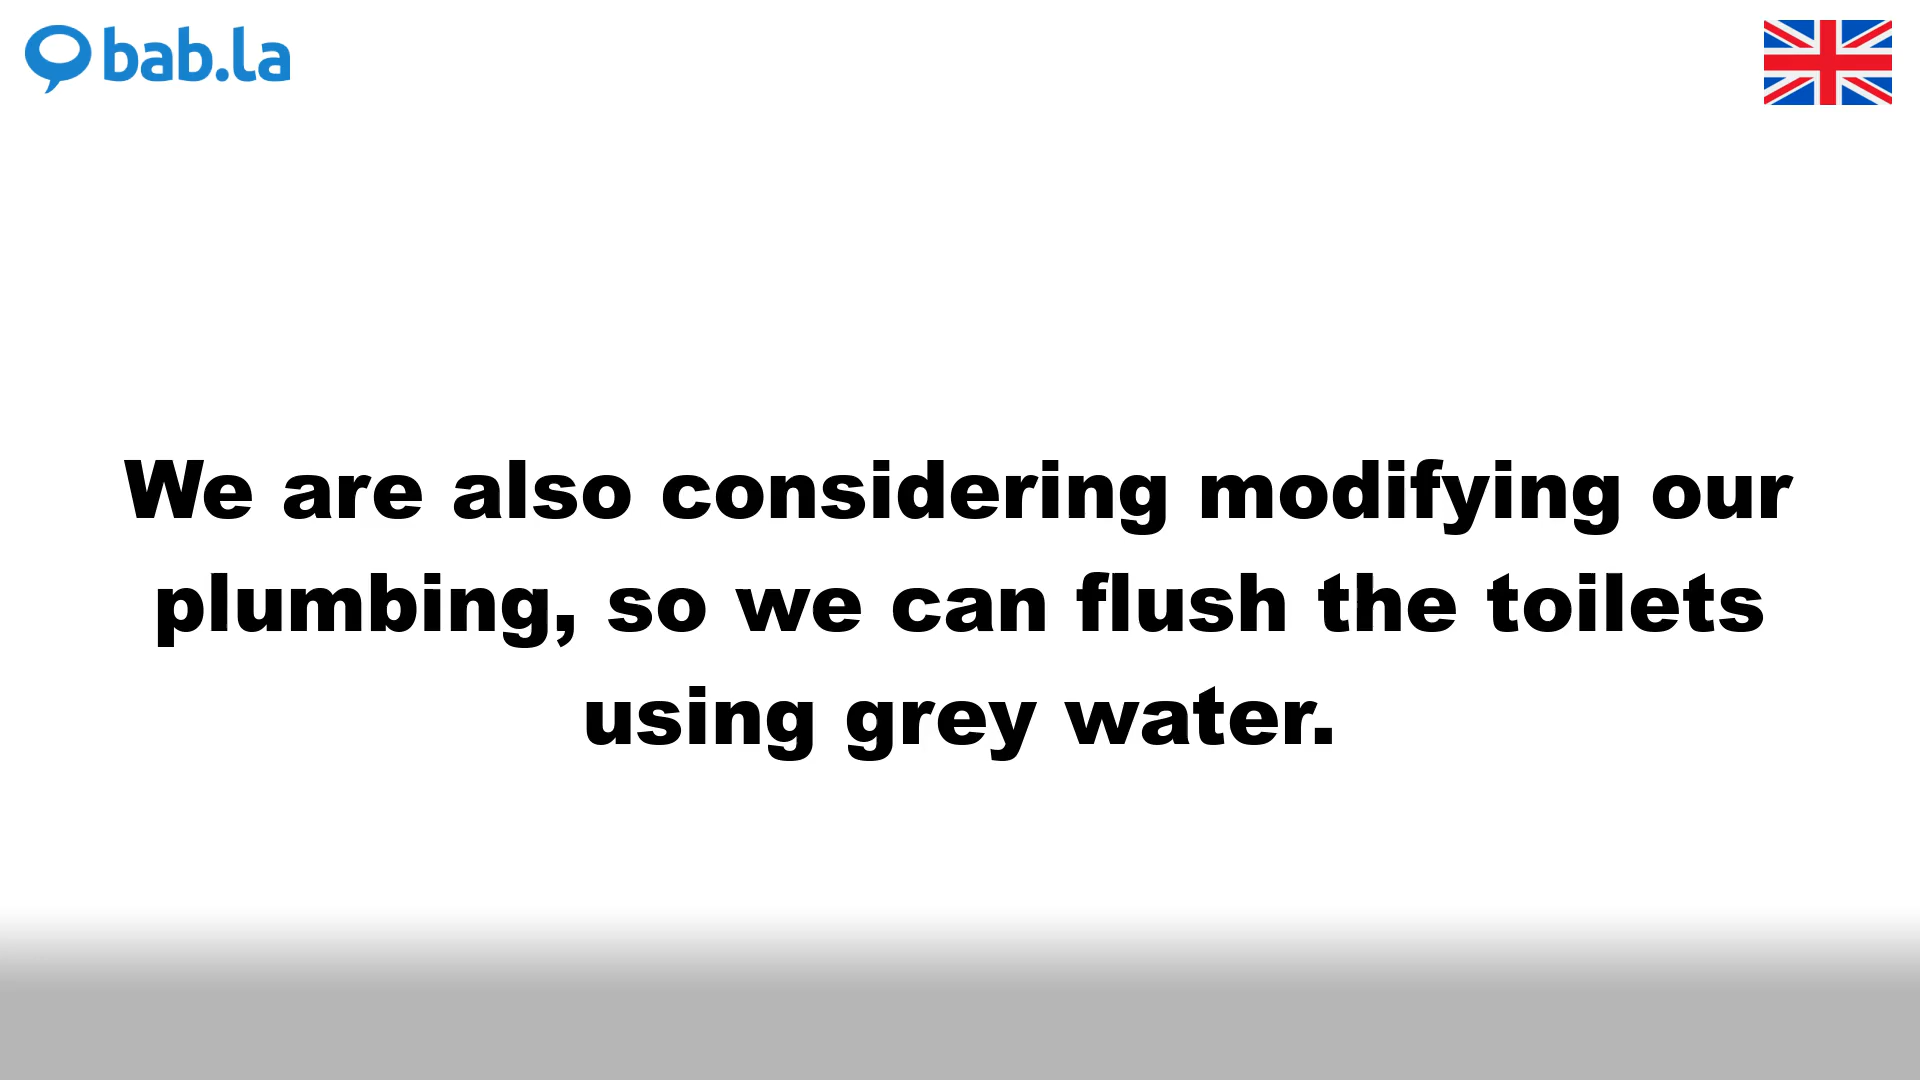 bab.la
We are also considering modifying our
plumbing, so we can flush the toilets
using grey water.